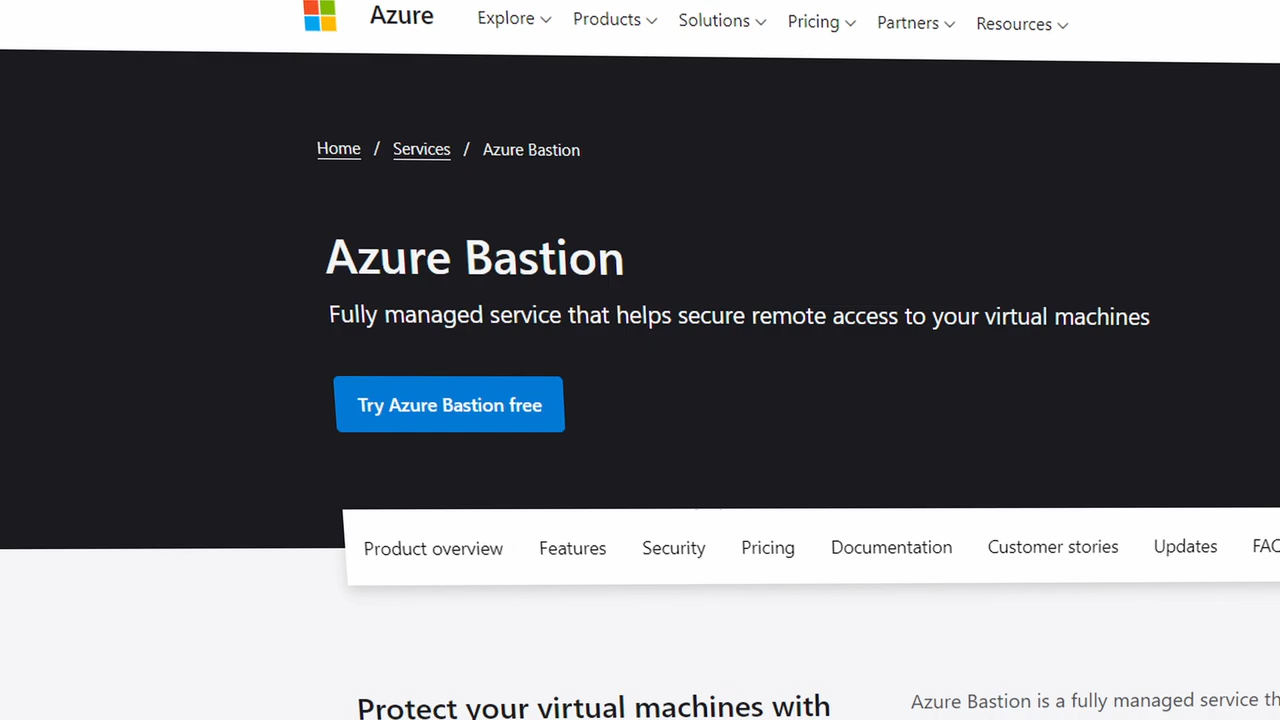 Azure Explore Products Solutions Pricing Partners Resources
Home / Services / Azure Bastion
Azure Bastion
Fully managed service that helps secure remote access to your virtual machines
Try Azure Bastion free
Product overview Features Security Pricing Documentation Customer stories Updates FAQ
Protect your virtual machines with
Azure Bastion is a fully managed service th